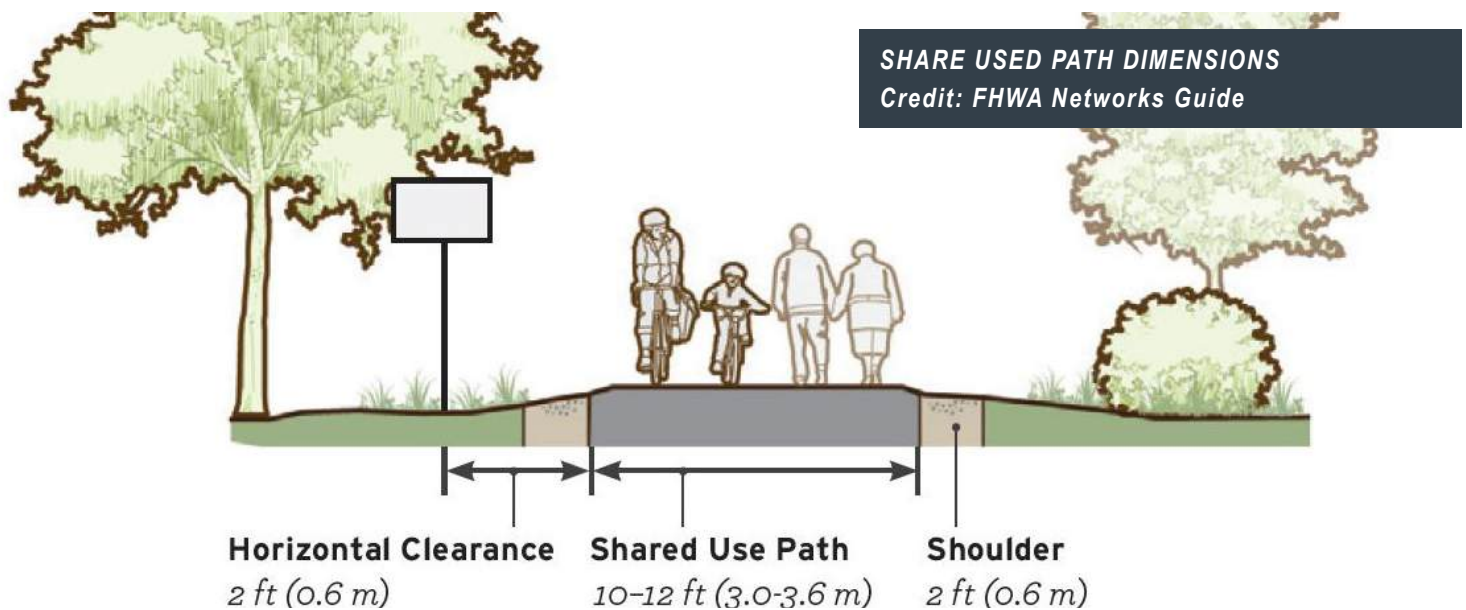 SHARE USED PATH DIMENSIONS
Credit: FHWA Networks Guide
Horizontal Clearance
2 ft (0.6 m)
Shared Use Path
10-12 ft (3.0-3.6 m)
Shoulder
2 ft (0.6 m)